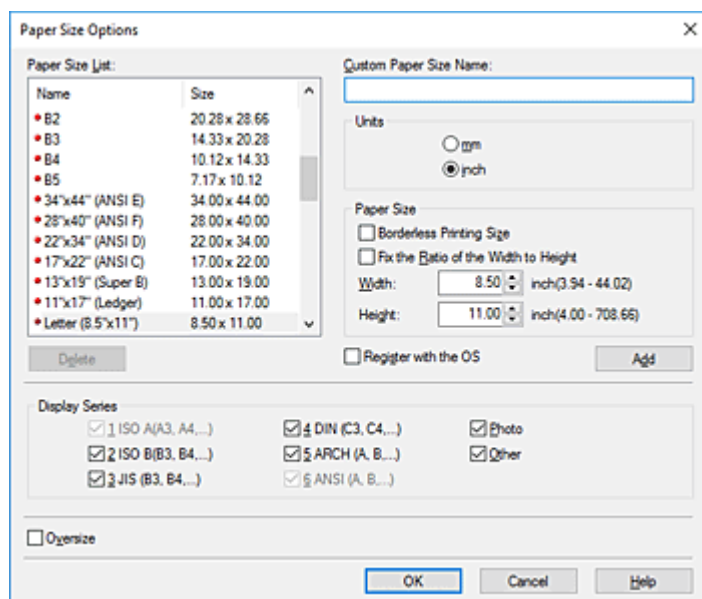 Paper Size Options
Paper Size List:
Name Size
B2 20.28 x 28.66
B3 14.33 x 20.28
B4 10.12 x 14.33
B5 7.17 x 10.12
34"x44" (ANSI E) 34.00 x 44.00
28"x40" (ANSI F) 28.00 x 40.00
22"x34" (ANSI D) 22.00 x 34.00
17"x22" (ANSI C) 17.00 x 22.00
13"x19" (Super B) 13.00 x 19.00
11"x17" (Ledger) 11.00 x 17.00
Letter (8.5"x11") 8.50 x 11.00
Delete
Custom Paper Size Name:
Units
mm
inch
Paper Size
Borderless Printing Size
Fix the Ratio of the Width to Height
Width: 8.50 inch(3.94 - 44.02)
Height: 11.00 inch(4.00 - 708.66)
Register with the OS Add
Display Series
1 ISO A(A3, A4,...) 4 DIN (C3, C4,...) Photo
2 ISO B(B3, B4,...) 5 ARCH (A, B,...) Other
3 JIS (B3, B4,...) 6 ANSI (A, B,...)
Oversize
OK Cancel Help